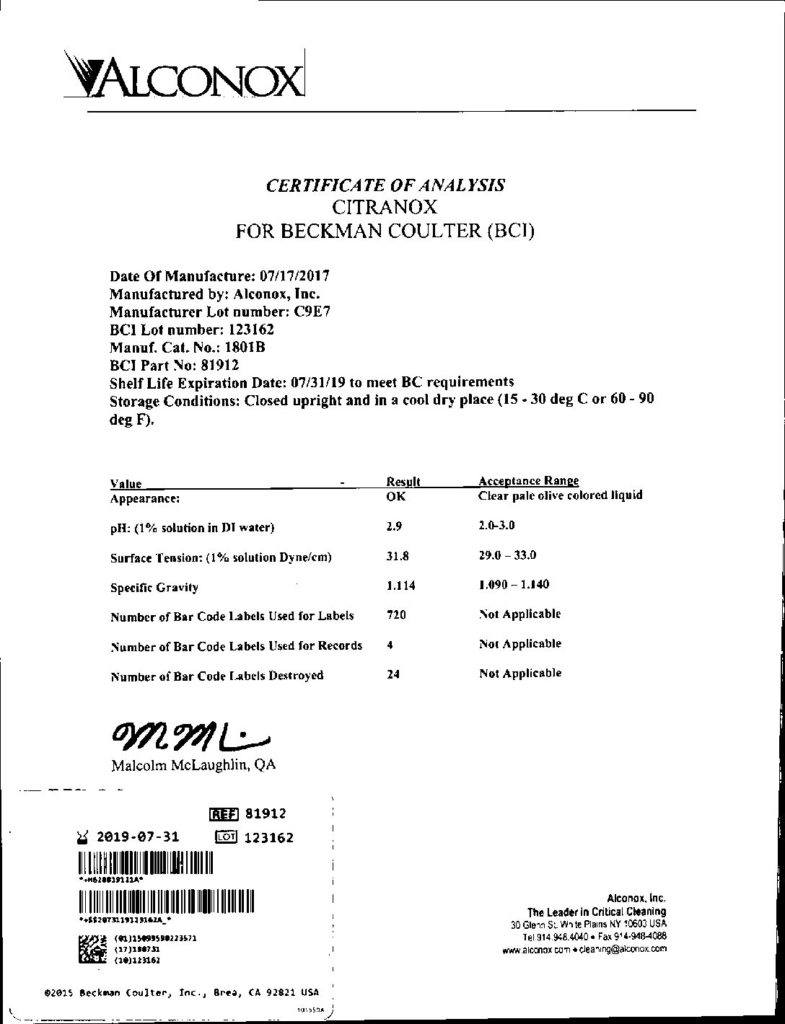 ALCONOX
CERTIFICATE OF ANALYSIS
CITRANOX
FOR BECKMAN COULTER (BCI)
Date Of Manufacture: 07/17/2017
Manufactured by: Alconox, Inc.
Manufacturer Lot number: C9E7
BCI Lot number: 123162
Manuf. Cat. No.: 1801B
BCI Part No: 81912
Shelf Life Expiration Date: 07/31/19 to meet BC requirements
Storage Conditions: Closed upright and in a cool dry place (15 - 30 deg C or 60 - 90
deg F).
Value - Result Acceptance Range
Appearance: OK Clear pale olive colored liquid
pH: (1% solution in DI water) 2.9 2.0-3.0
Surface Tension: (1% solution Dyne/cm) 31.8 29.0 – 33.0
Specific Gravity 1.114 1.090 – 1.140
Number of Bar Code Labels Used for Labels 720 Not Applicable
Number of Bar Code Labels Used for Records 4 Not Applicable
Number of Bar Code Labels Destroyed 24 Not Applicable
Malcolm McLaughlin, QA
REF 81912
2019-07-31 LOT 123162
(17)190731
(10)123162
©2015 Beckman Coulter, Inc., Brea, CA 92821 USA
Alconox, Inc.
The Leader in Critical Cleaning
30 Glenn St. White Plains NY 10603 USA
Tel 914.948.4040 • Fax 914-948-4088
www.alconox.com • cleaning@alconox.com